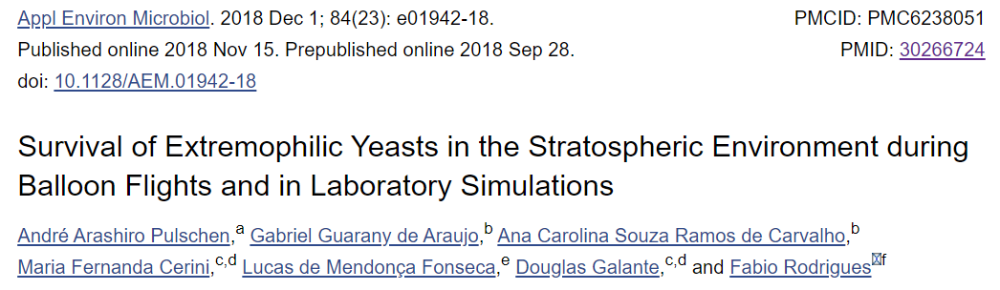 Appl Environ Microbiol. 2018 Dec 1; 84(23): e01942-18. PMCID: PMC6238051
Published online 2018 Nov 15. Prepublished online 2018 Sep 28. PMID: 30266724
doi: 10.1128/AEM.01942-18
Survival of Extremophilic Yeasts in the Stratospheric Environment during
Balloon Flights and in Laboratory Simulations
André Arashiro Pulschen,a Gabriel Guarany de Araujo,b Ana Carolina Souza Ramos de Carvalho,b
Maria Fernanda Cerini,c,d Lucas de Mendonça Fonseca,e Douglas Galante,c,d and Fabio Rodriguesf